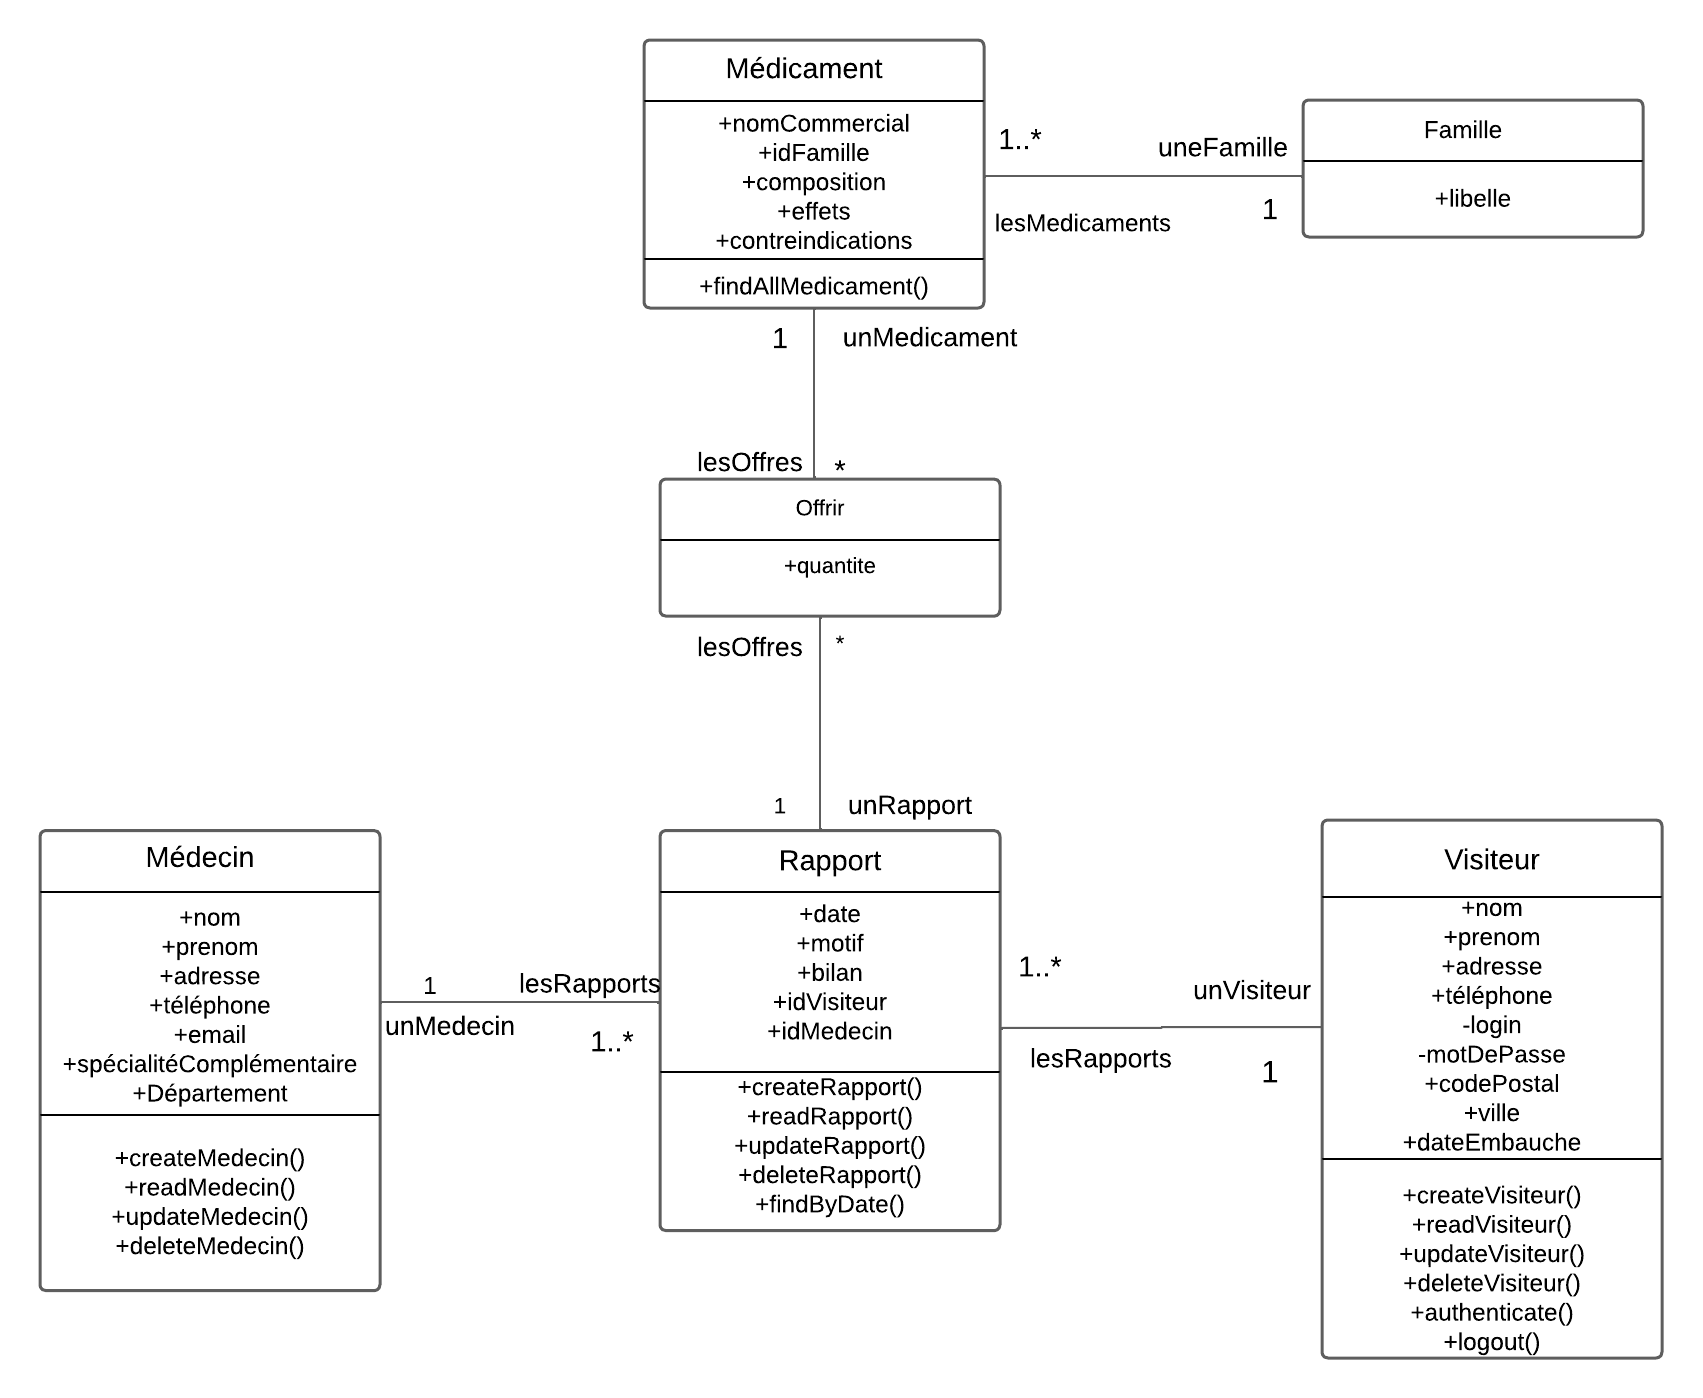 Médicament
+nomCommercial
+idFamille
+composition
+effets
+contreindications
+findAllMedicament()
1..*
uneFamille
lesMedicaments
1
Famille
+libelle
1
unMedicament
lesOffres
*
Offrir
+quantite
lesOffres
*
1
unRapport
Médecin
+nom
+prenom
+adresse
+téléphone
+email
+spécialitéComplémentaire
+Département
+createMedecin()
+readMedecin()
+updateMedecin()
+deleteMedecin()
1
lesRapports
unMedecin
1..*
Rapport
+date
+motif
+bilan
+idVisiteur
+idMedecin
+createRapport()
+readRapport()
+updateRapport()
+deleteRapport()
+findByDate()
1..*
unVisiteur
lesRapports
1
Visiteur
+nom
+prenom
+adresse
+téléphone
-login
-motDePasse
+codePostal
+ville
+dateEmbauche
+createVisiteur()
+readVisiteur()
+updateVisiteur()
+deleteVisiteur()
+authenticate()
+logout()